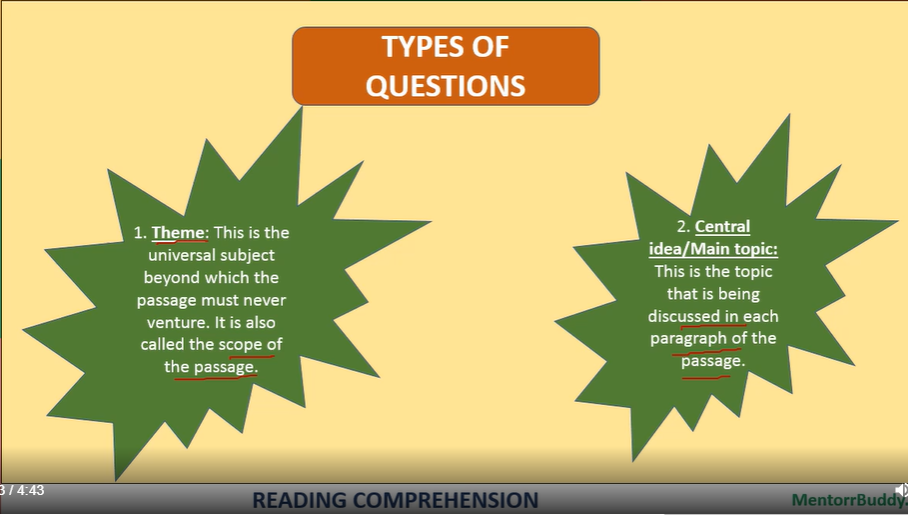 TYPES OF
QUESTIONS
1. Theme: This is the
universal subject
beyond which the
passage must never
venture. It is also
called the scope of
the passage.
2. Central
idea/Main topic:
This is the topic
that is being
discussed in each
paragraph of the
passage.
3 / 4:43
READING COMPREHENSION
MentorrBuddy